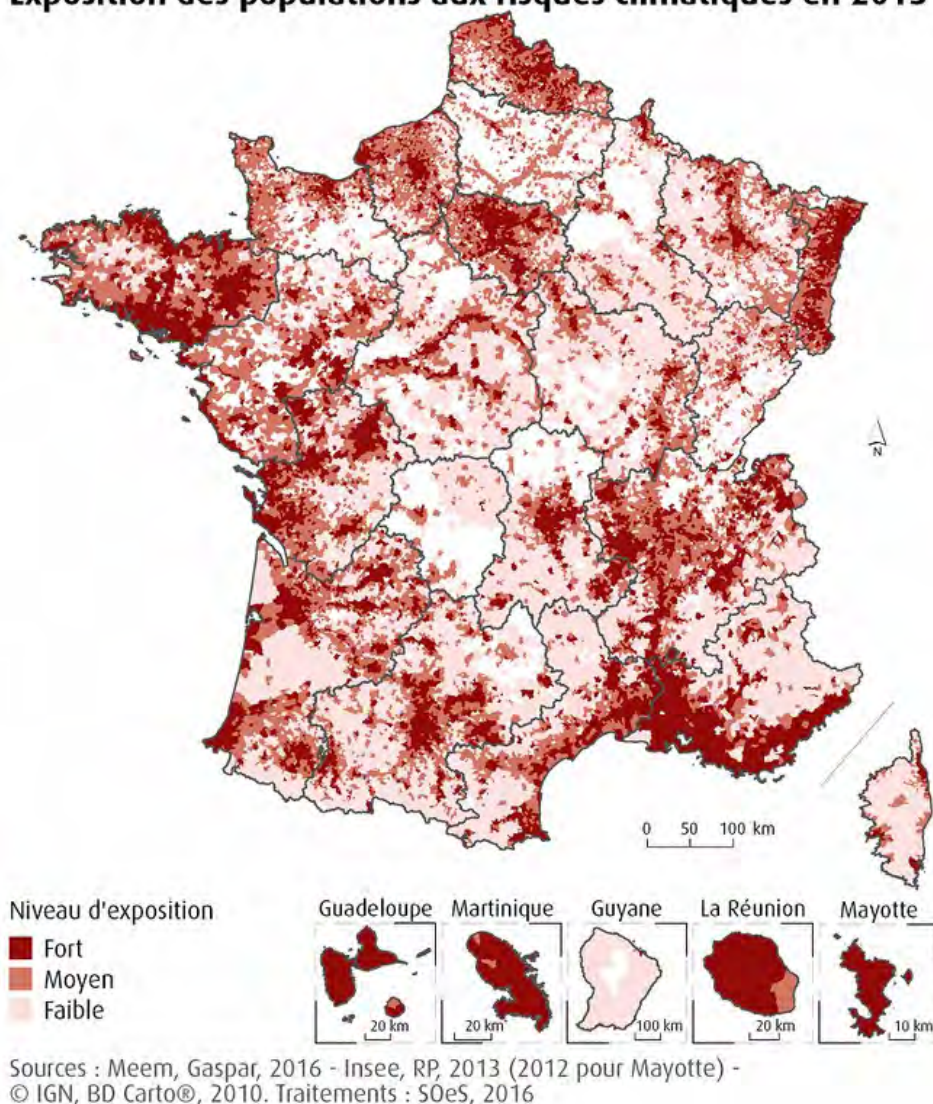 Exposition des populations aux risques climatiques en 2015
N
0 50 100 km
Niveau d'exposition
Fort
Moyen
Faible
Guadeloupe Martinique Guyane La Réunion Mayotte
20 km 20 km 100 km 20 km 10 km
Sources : Meem, Gaspar, 2016 - Insee, RP, 2013 (2012 pour Mayotte) -
© IGN, BD Carto®, 2010. Traitements : SOeS, 2016